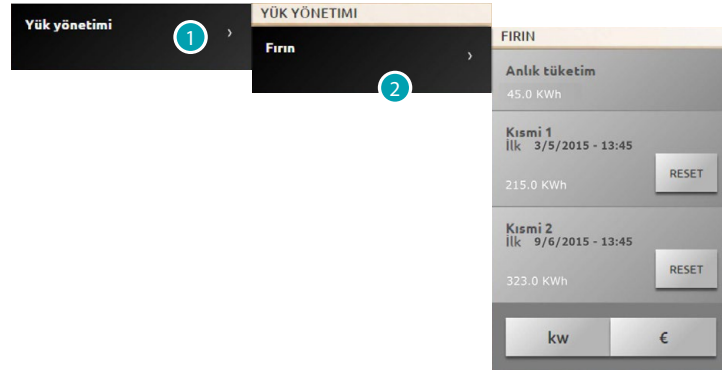 Yük yönetimi
1
YÜK YÖNETIMI
Fırın
2
FIRIN
Anlık tüketim
45.0 KWh
Kısmi 1
İlk 3/5/2015 - 13:45
RESET
215.0 KWh
Kısmi 2
İlk 9/6/2015 - 13:45
RESET
323.0 KWh
kw
€